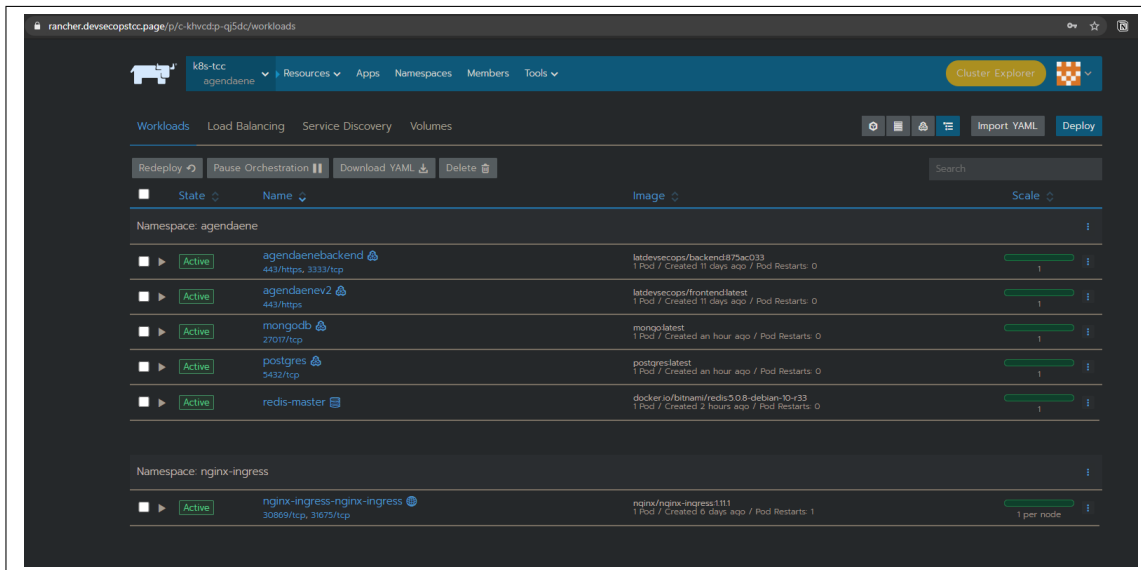 rancher.devsecopstcc.page/p/c-khvcd:p-qj5dc/workloads
k8s-tcc
agendaene
Resources Apps Namespaces Members Tools
Cluster Explorer
Workloads Load Balancing Service Discovery Volumes
Import YAML Deploy
Redeploy Pause Orchestration Download YAML Delete
Search
State Name Image Scale
Namespace: agendaene
Active agendaenebackend latdevsecops/backend:875ac033
443/https, 3333/tcp 1 Pod / Created 11 days ago / Pod Restarts: 0 1
Active agendaenev2 latdevsecops/frontend:latest
443/https 1 Pod / Created 11 days ago / Pod Restarts: 0 1
Active mongodb mongo:latest
27017/tcp 1 Pod / Created an hour ago / Pod Restarts: 0 1
Active postgres postgres:latest
5432/tcp 1 Pod / Created an hour ago / Pod Restarts: 0 1
Active redis-master docker.io/bitnami/redis:5.0.8-debian-10-r33
1 Pod / Created 2 hours ago / Pod Restarts: 0 1
Namespace: nginx-ingress
Active nginx-ingress-nginx-ingress nginx/nginx-ingress:1.11.1
30869/tcp, 31675/tcp 1 Pod / Created 6 days ago / Pod Restarts: 1 1 per node